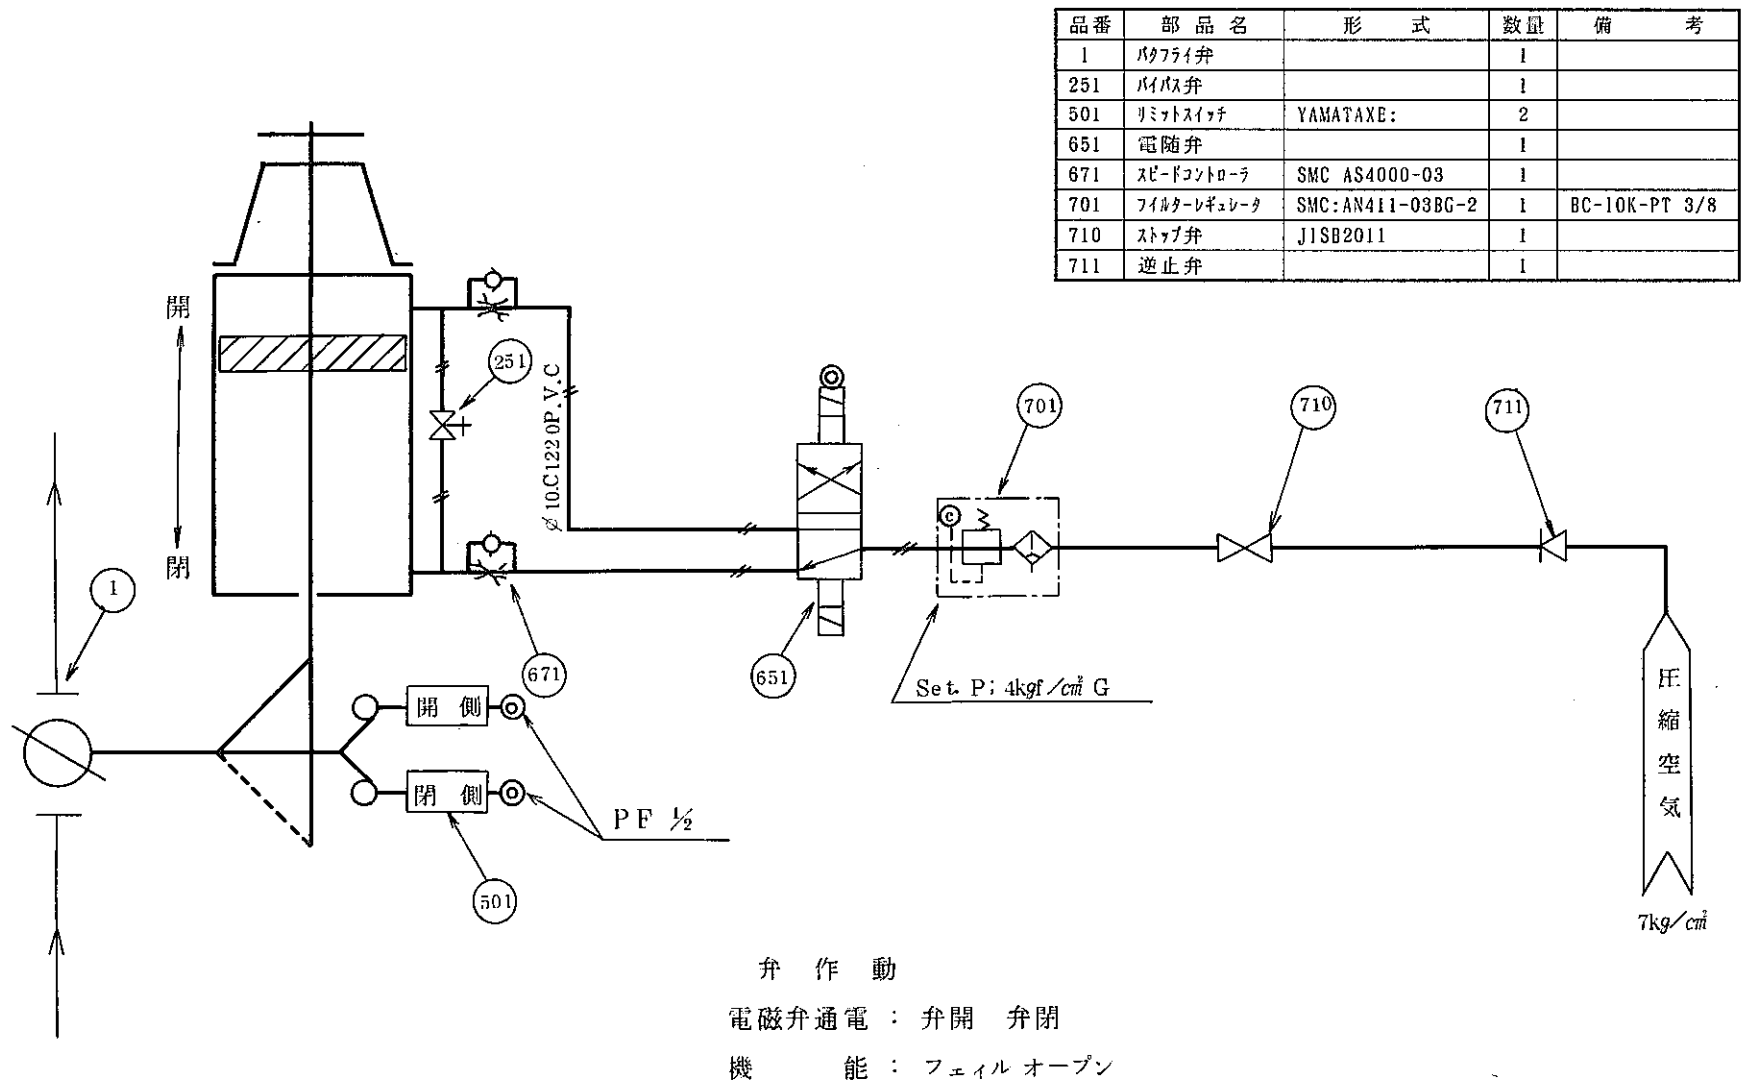 品番 部品名 形式 数量 備考
1 バタフライ弁 1
251 バイパス弁 1
501 リミットスイッチ YAMATAXE: 2
651 電随弁 1
671 スピードコントローラ SMC AS4000-03 1
701 フイルターレギュレータ SMC:AN411-03BG-2 1 BC-10K-PT 3/8
710 ストップ弁 JISB2011 1
711 逆止弁 1
開
閉
251
φ10.C1220P.V.C
701
710
711
C
1
671
651
Set. P; 4kgf/cm² G
開側
閉側
PF 1/2
501
圧縮空気
7kg/cm²
弁作動
電磁弁通電 : 弁開 弁閉
機能 : フェィル オープン